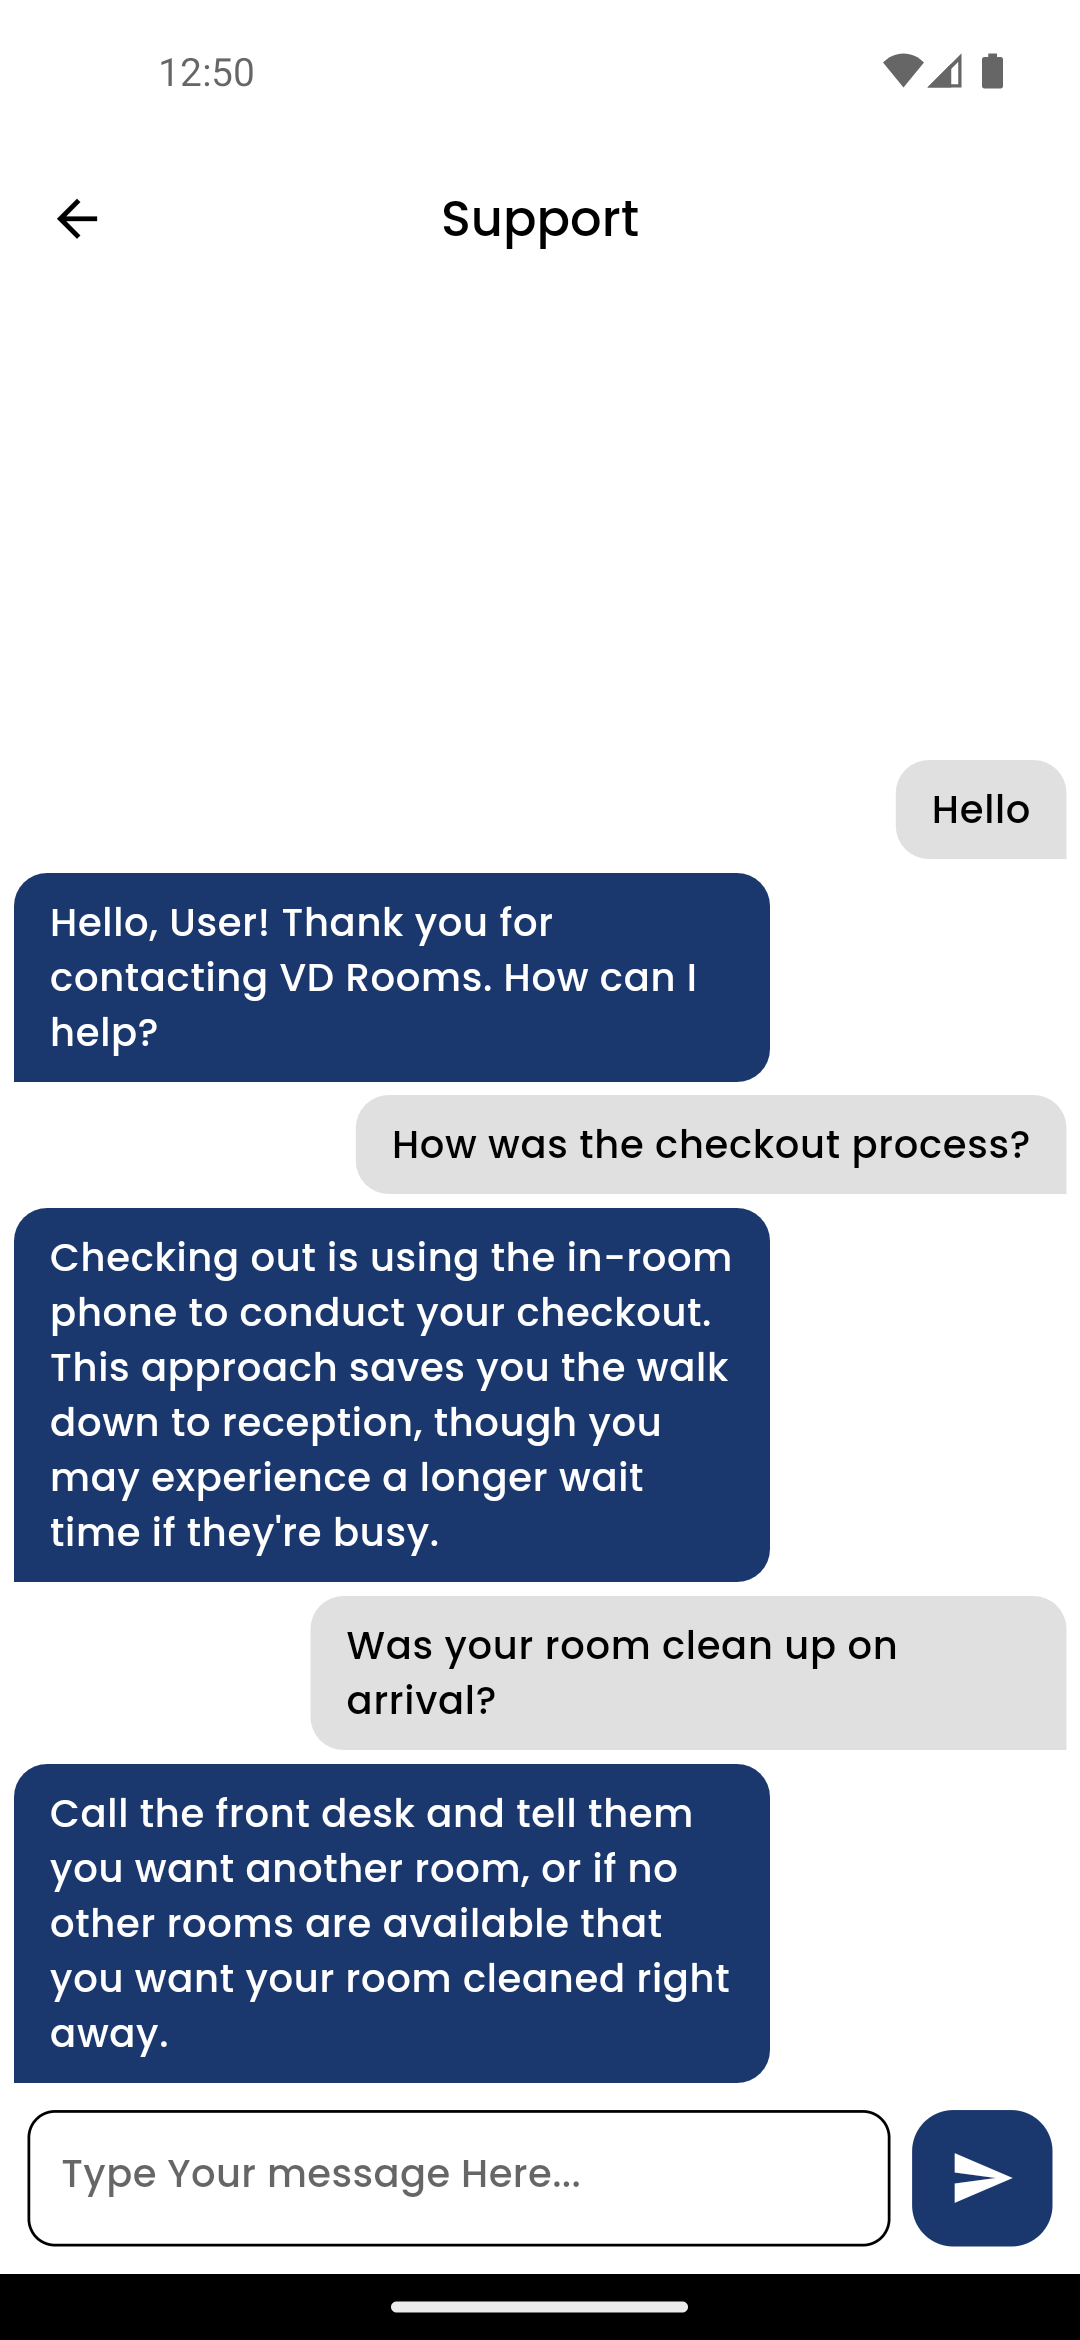 12:50
Support
Hello
Hello, User! Thank you for
contacting VD Rooms. How can I
help?
How was the checkout process?
Checking out is using the in-room
phone to conduct your checkout.
This approach saves you the walk
down to reception, though you
may experience a longer wait
time if they're busy.
Was your room clean up on
arrival?
Call the front desk and tell them
you want another room, or if no
other rooms are available that
you want your room cleaned right
away.
Type Your message Here...